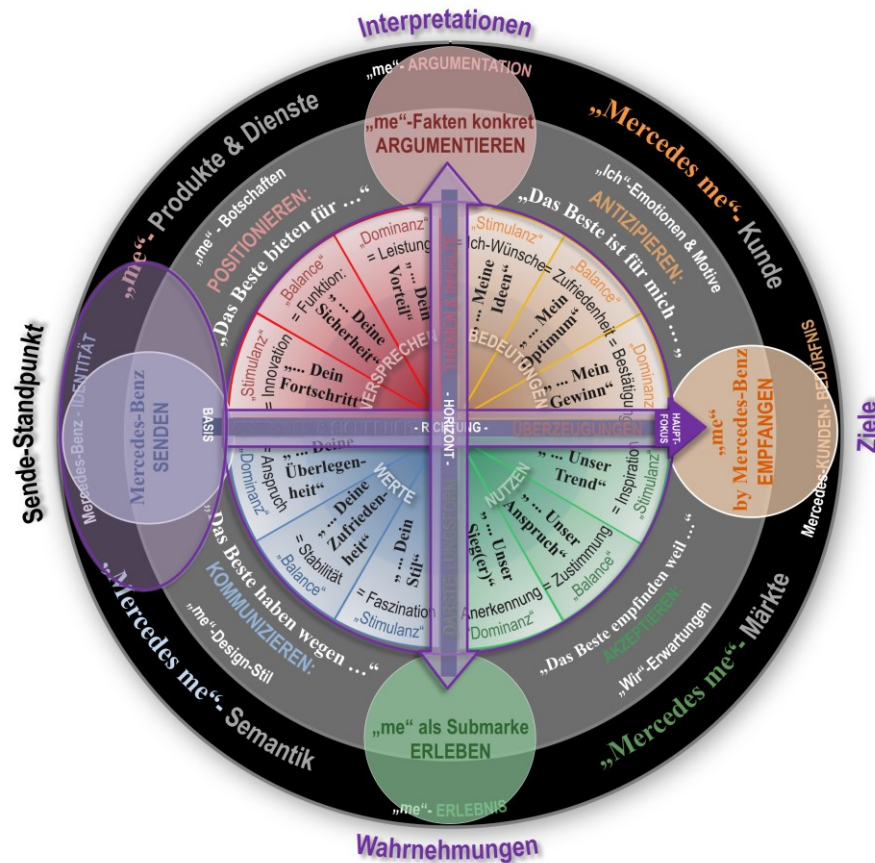 Interpretationen
„me“- ARGUMENTATION
„me“-Fakten konkret
ARGUMENTIEREN
„me“- Produkte & Dienste
„me“ - Botschaften
POSITIONIEREN:
„Das Beste bieten für …“
„Mercedes me“- Kunde
„Ich“-Emotionen & Motive
ANTIZIPIEREN:
„Das Beste ist für mich … „
„Stimulanz“
= Innovation
„… Dein
Fortschritt“
„Balance“
= Funktion:
„… Deine
Sicherheit“
„Dominanz“
= Leistung
„… Dein
Vorteil“
VERSPRECHEN
„Stimulanz“
= Ich-Wünsche
„… Meine
Ideen“
„Balance“
= Zufriedenheit
„… Mein
Optimum“
„Dominanz“
= Bestätigung
„… Mein
Gewinn“
BEDEUTUNGEN
Sende-Standpunkt
Mercedes-Benz - IDENTITÄT
Mercedes-Benz
SENDEN
BASIS
- RICHTUNG -
- HORIZONT -
ÜBERZEUGUNGEN
HAUPT-
FOKUS
„me“
by Mercedes-Benz
EMPFANGEN
Mercedes-KUNDEN- BEDÜRFNIS
Ziele
„Dominanz“
= Anspruch
„… Deine
Überlegen-
heit“
„Balance“
= Stabilität
„… Deine
Zufrieden-
heit“
„Stimulanz“
= Faszination
„… Dein
Stil“
WERTE
„Stimulanz“
= Inspiration
„… Unser
Trend“
„Balance“
= Zustimmung
„… Unser
Anspruch“
„Dominanz“
Anerkennung
„… Unser
Sieg(er)“
NUTZEN
DARSTELLUNGSFORM
„Das Beste haben wegen …“
KOMMUNIZIEREN:
„me“-Design-Stil
„Mercedes me“- Semantik
„Das Beste empfinden weil …“
AKZEPTIEREN:
„Wir“-Erwartungen
„Mercedes me“- Märkte
„me“ als Submarke
ERLEBEN
„me“- ERLEBNIS
Wahrnehmungen